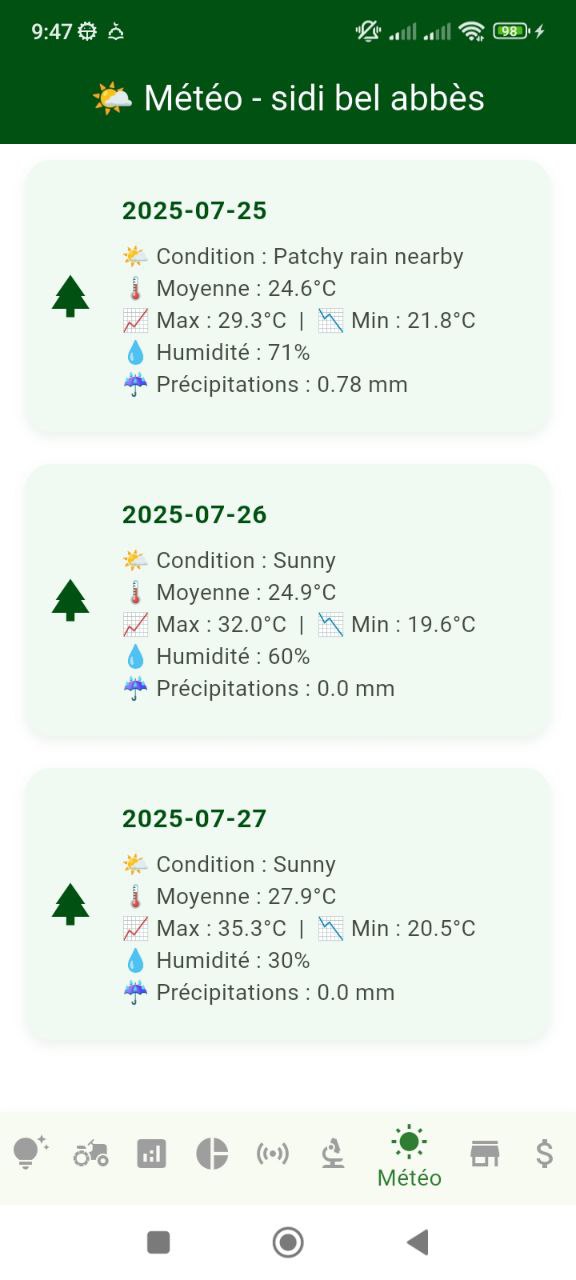 9:47
98
Météo - sidi bel abbès
2025-07-25
Condition : Patchy rain nearby
Moyenne : 24.6°C
Max : 29.3°C | Min : 21.8°C
Humidité : 71%
Précipitations : 0.78 mm
2025-07-26
Condition : Sunny
Moyenne : 24.9°C
Max : 32.0°C | Min : 19.6°C
Humidité : 60%
Précipitations : 0.0 mm
2025-07-27
Condition : Sunny
Moyenne : 27.9°C
Max : 35.3°C | Min : 20.5°C
Humidité : 30%
Précipitations : 0.0 mm
Météo